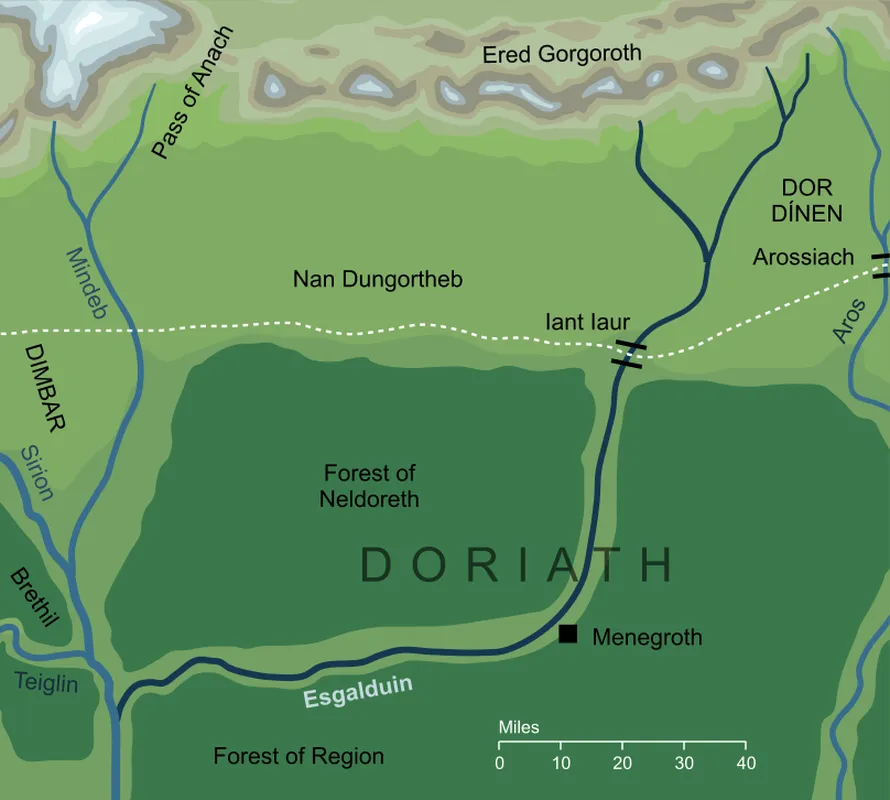 Pass of Anach
Ered Gorgoroth
DOR
DÍNEN
Arossiach
Mindeb
Nan Dungortheb
Iant Iaur
Aros
DIMBAR
Sirion
Forest of
Neldoreth
DORIATH
Brethil
Menegroth
Teiglin
Esgalduin
Forest of Region
Miles
0 10 20 30 40